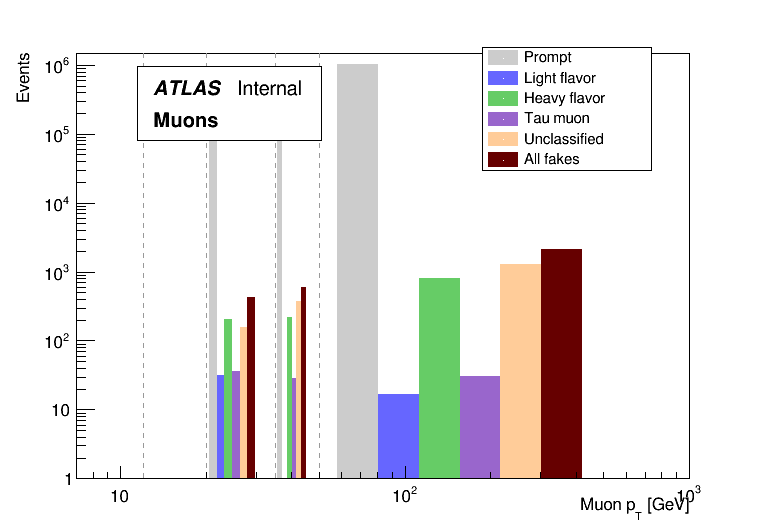 Events
10^6
10^5
10^4
10^3
10^2
10
1
ATLAS Internal
Muons
Prompt
Light flavor
Heavy flavor
Tau muon
Unclassified
All fakes
10
10^2
10^3
Muon p_T [GeV]